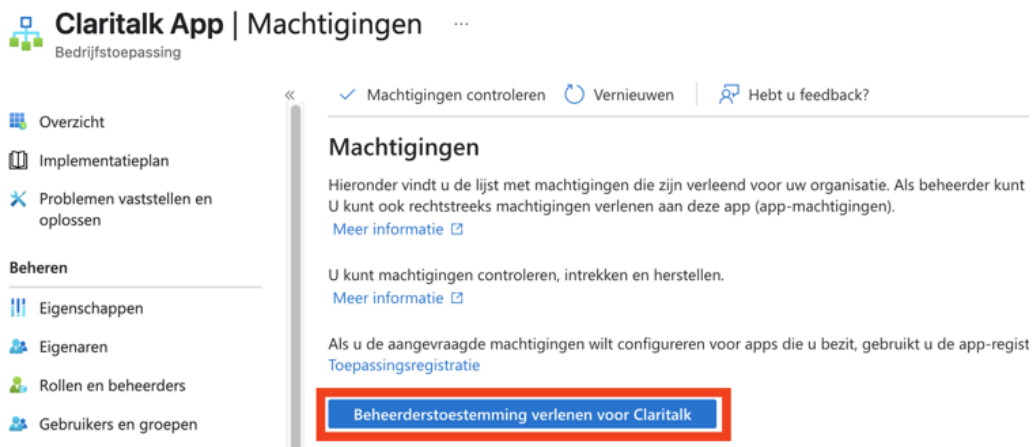 Claritalk App | Machtigingen ...
Bedrijfstoepassing
«
Machtigingen controleren
Vernieuwen
Hebt u feedback?
Overzicht
Implementatieplan
Problemen vaststellen en
oplossen
Beheren
Eigenschappen
Eigenaren
Rollen en beheerders
Gebruikers en groepen
Machtigingen
Hieronder vindt u de lijst met machtigingen die zijn verleend voor uw organisatie. Als beheerder kunt
U kunt ook rechtstreeks machtigingen verlenen aan deze app (app-machtigingen).
Meer informatie
U kunt machtigingen controleren, intrekken en herstellen.
Meer informatie
Als u de aangevraagde machtigingen wilt configureren voor apps die u bezit, gebruikt u de app-regist
Toepassingsregistratie
Beheerderstoestemming verlenen voor Claritalk